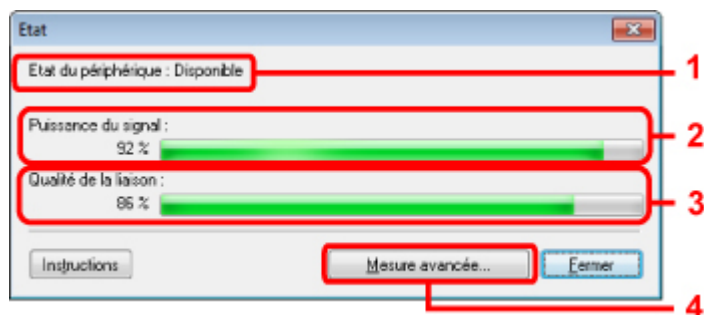 Etat
Etat du périphérique : Disponible
1
Puissance du signal :
92 %
2
Qualité de la liaison :
86 %
3
Instructions
Mesure avancée...
Fermer
4